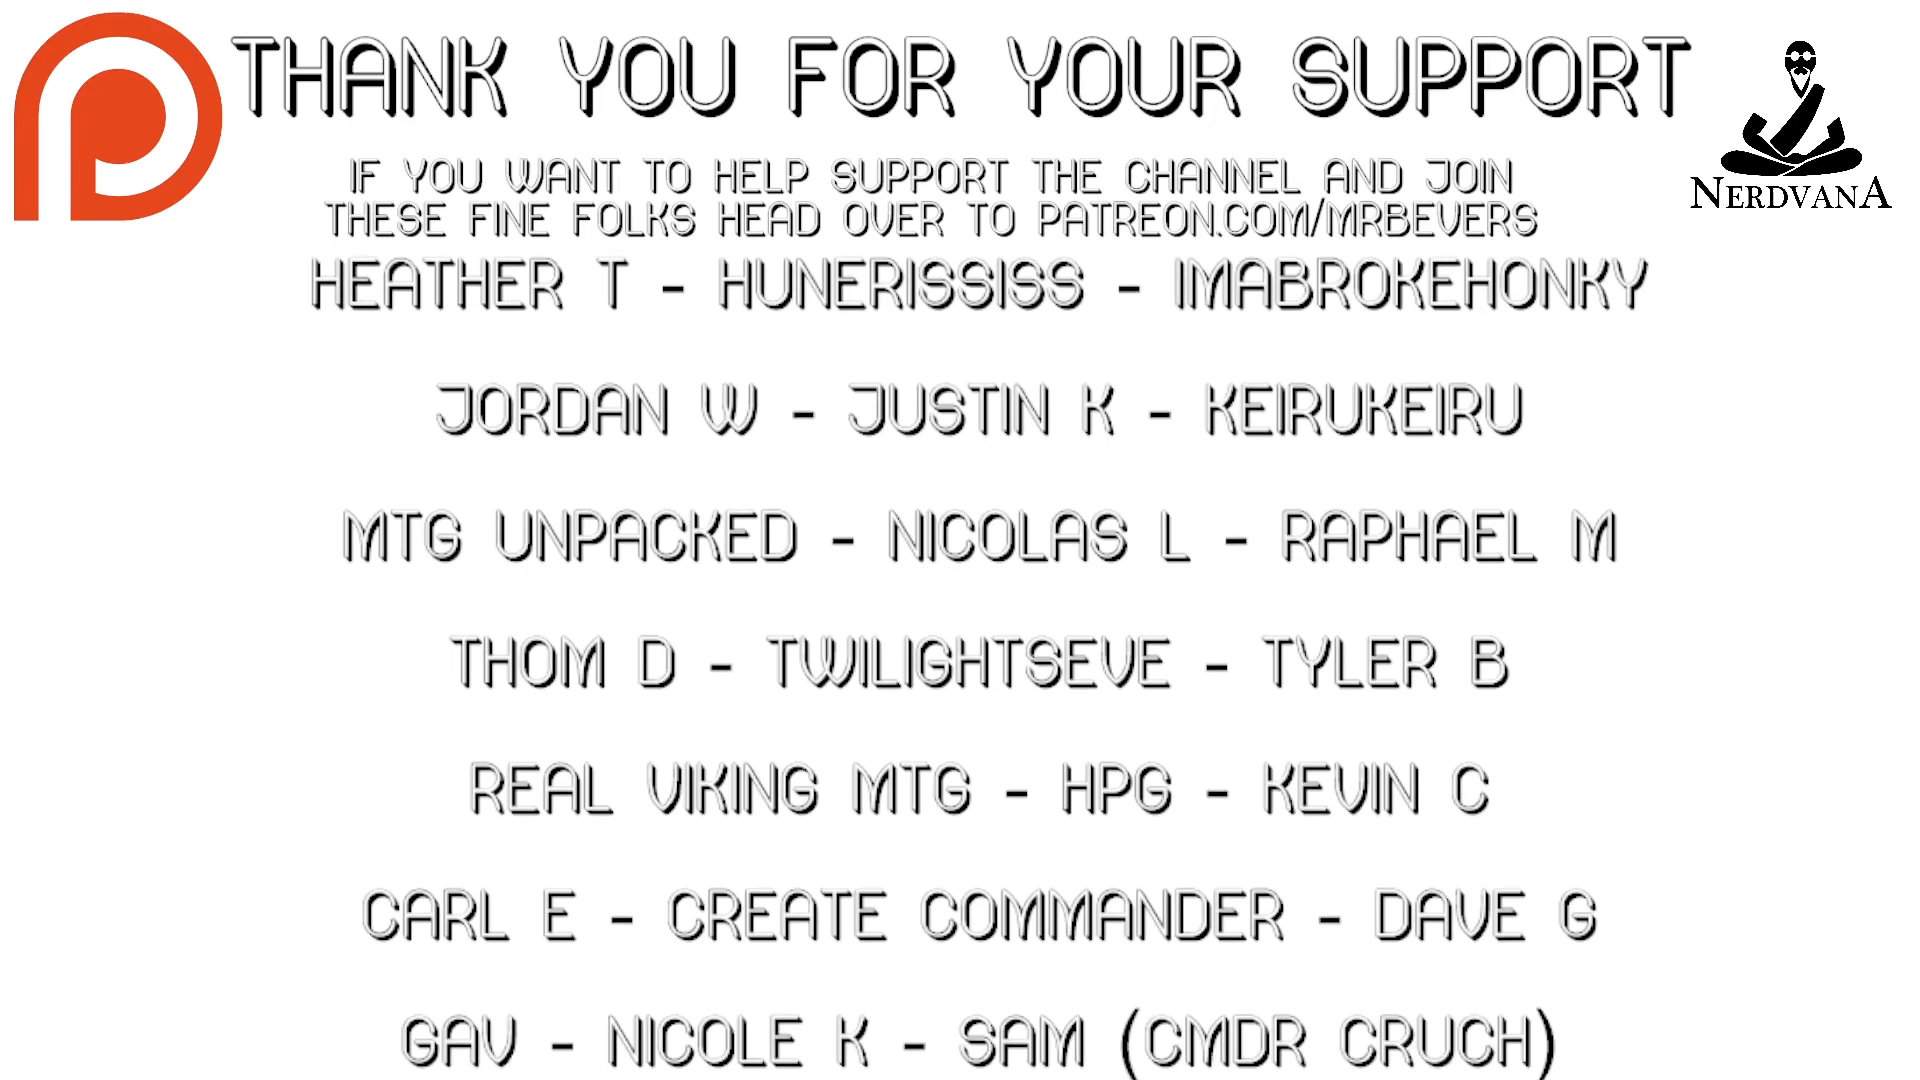 THANK YOU FOR YOUR SUPPORT
IF YOU WANT TO HELP SUPPORT THE CHANNEL AND JOIN
THESE FINE FOLKS HEAD OVER TO PATREON.COM/MRBEVERS
NERDVANA
HEATHER T - HUNERISSISS - IMABROKEHONKY
JORDAN W - JUSTIN K - KEIRUKEIRU
MTG UNPACKED - NICOLAS L - RAPHAEL M
THOM D - TWILIGHTSEVE - TYLER B
REAL VIKING MTG - HPG - KEVIN C
CARL E - CREATE COMMANDER - DAVE G
GAV - NICOLE K - SAM (CMDR CRUCH)